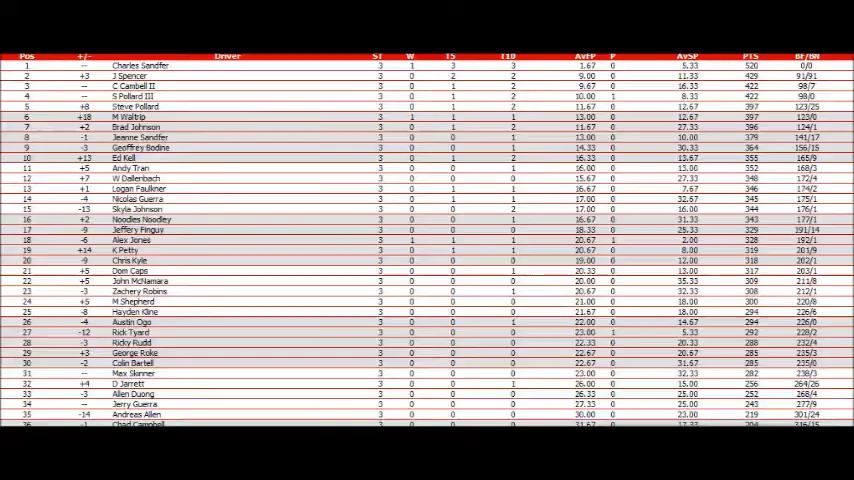 Pos +/- Driver ST W T5 T10 AvFP P AvSP PTS BF/BN
1 -- Charles Sandfer 3 1 3 3 1.67 0 5.33 520 0/0
2 +3 J Spencer 3 0 2 2 9.00 0 11.33 429 91/91
3 -- C Cambell II 3 0 1 2 9.67 0 16.33 422 98/7
4 -- S Pollard III 3 0 1 2 10.00 1 8.33 422 98/0
5 +8 Steve Pollard 3 0 1 2 11.67 0 12.67 397 123/25
6 +18 M Waltrip 3 1 1 1 13.00 0 12.67 397 123/0
7 +2 Brad Johnson 3 0 1 2 11.67 0 27.33 396 124/1
8 -1 Jeanne Sandfer 3 0 0 1 13.00 0 10.00 379 141/17
9 -3 Geoffrey Bodine 3 0 0 1 14.33 0 30.33 364 156/15
10 +13 Ed Kell 3 0 1 2 16.33 0 13.67 355 165/9
11 +5 Andy Tran 3 0 0 1 16.00 0 13.00 352 168/3
12 +7 W Dallenbach 3 0 0 0 15.67 0 27.33 348 172/4
13 +1 Logan Faulkner 3 0 1 1 16.67 0 7.67 346 174/2
14 -4 Nicolas Guerra 3 0 1 1 17.00 0 32.67 345 175/1
15 -13 Skyla Johnson 3 0 0 2 17.00 0 16.00 344 176/1
16 +2 Noodles Noodley 3 0 0 1 16.67 0 31.33 343 177/1
17 -9 Jeffery Finguy 3 0 0 0 18.33 0 25.33 329 191/14
18 -6 Alex Jones 3 1 1 1 20.67 1 2.00 328 192/1
19 +14 K Petty 3 0 1 1 20.67 0 8.00 319 201/9
20 -9 Chris Kyle 3 0 0 0 19.00 0 12.00 318 202/1
21 +5 Dom Caps 3 0 0 1 20.33 0 13.00 317 203/1
22 +5 John McNamara 3 0 0 0 20.00 0 35.33 309 211/8
23 -3 Zachery Robins 3 0 0 1 20.67 0 32.33 308 212/1
24 +5 M Shepherd 3 0 0 0 21.00 0 18.00 300 220/8
25 -8 Hayden Kline 3 0 0 0 21.67 0 18.00 294 226/6
26 -4 Austin Ogo 3 0 0 1 22.00 0 14.67 294 226/0
27 -12 Rick Tyard 3 0 0 0 23.00 1 5.33 292 228/2
28 -3 Ricky Rudd 3 0 0 0 22.33 0 22.67 288 232/4
29 +3 George Roke 3 0 0 0 22.67 0 20.67 285 235/3
30 -2 Colin Bartell 3 0 0 0 22.67 0 31.67 285 235/0
31 -- Max Skinner 3 0 0 0 23.00 0 32.33 282 238/3
32 +4 D Jarrett 3 0 0 1 26.00 0 15.00 256 264/26
33 -3 Allen Duong 3 0 0 0 26.33 0 25.00 252 268/4
34 -- Jerry Guerra 3 0 0 0 27.33 0 25.00 243 277/9
35 -14 Andreas Allen 3 0 0 0 30.00 0 23.00 219 301/24
36 -1 Chad Campbell 3 0 0 0 31.67 0 17.33 204 316/15